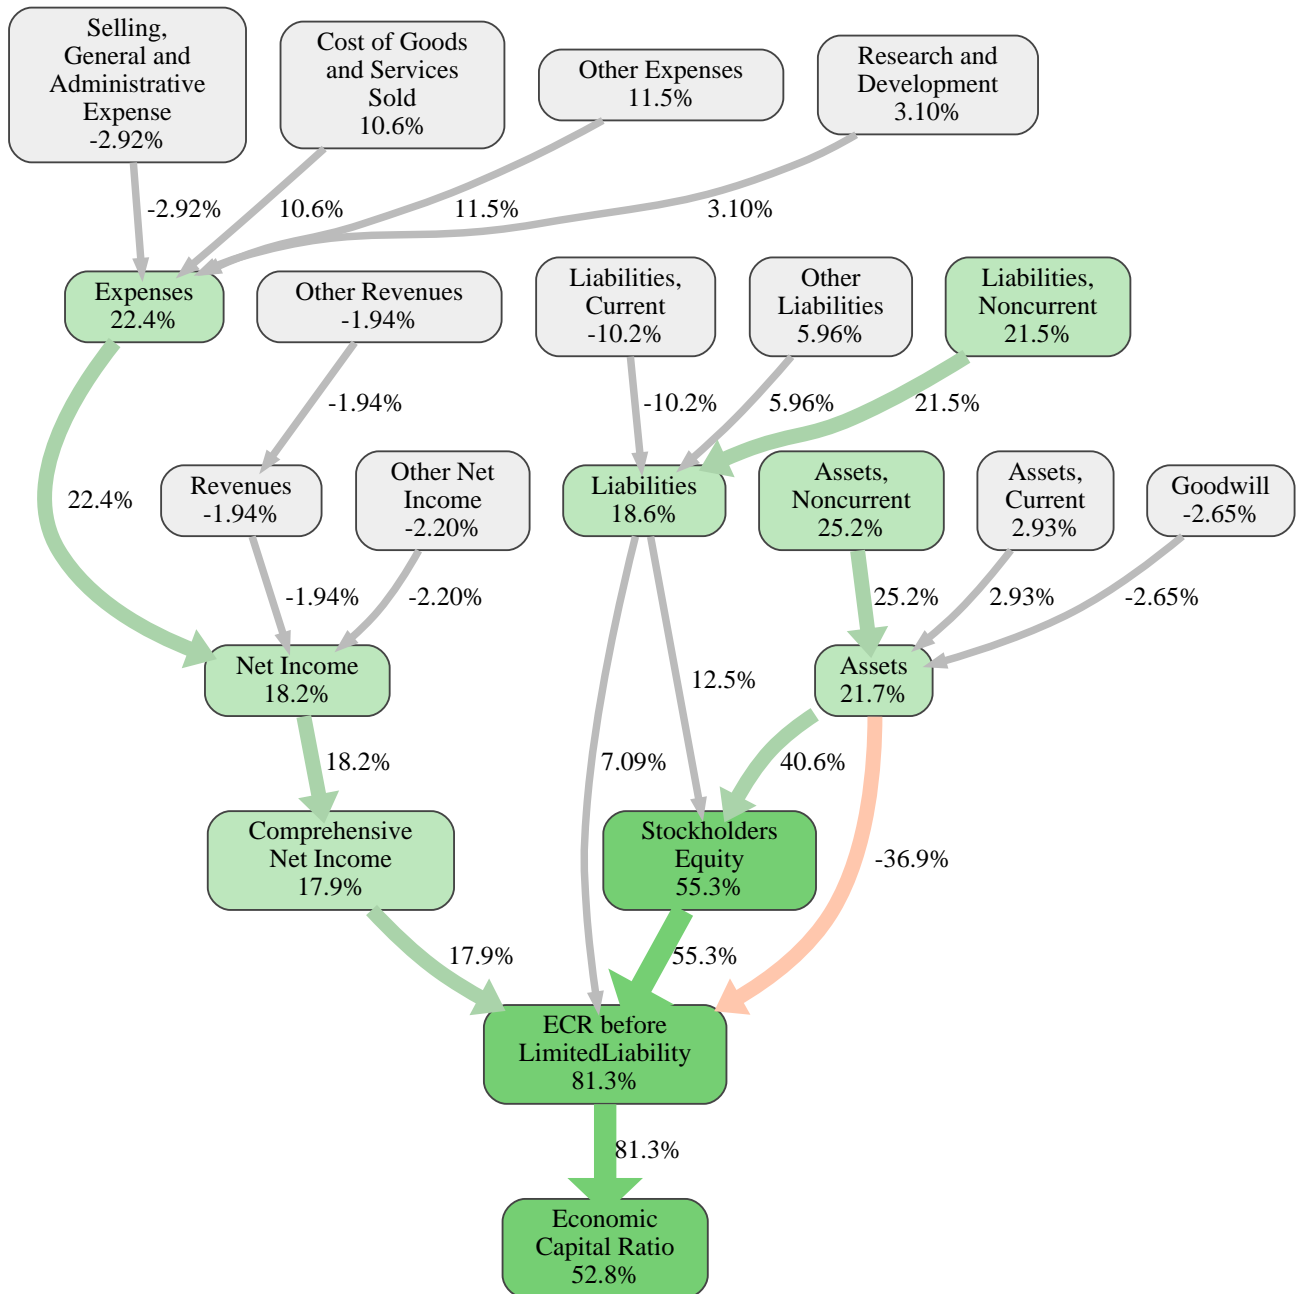 Selling,
General and
Administrative
Expense
-2.92%
Cost of Goods
and Services
Sold
10.6%
Other Expenses
11.5%
Research and
Development
3.10%
-2.92%
10.6%
11.5%
3.10%
Expenses
22.4%
Other Revenues
-1.94%
Liabilities,
Current
-10.2%
Other
Liabilities
5.96%
Liabilities,
Noncurrent
21.5%
-1.94%
-10.2%
5.96%
21.5%
22.4%
Revenues
-1.94%
Other Net
Income
-2.20%
Liabilities
18.6%
Assets,
Noncurrent
25.2%
Assets,
Current
2.93%
Goodwill
-2.65%
-1.94%
-2.20%
25.2%
2.93%
-2.65%
Net Income
18.2%
12.5%
Assets
21.7%
18.2%
7.09%
40.6%
Comprehensive
Net Income
17.9%
Stockholders
Equity
55.3%
-36.9%
17.9%
55.3%
ECR before
LimitedLiability
81.3%
81.3%
Economic
Capital Ratio
52.8%